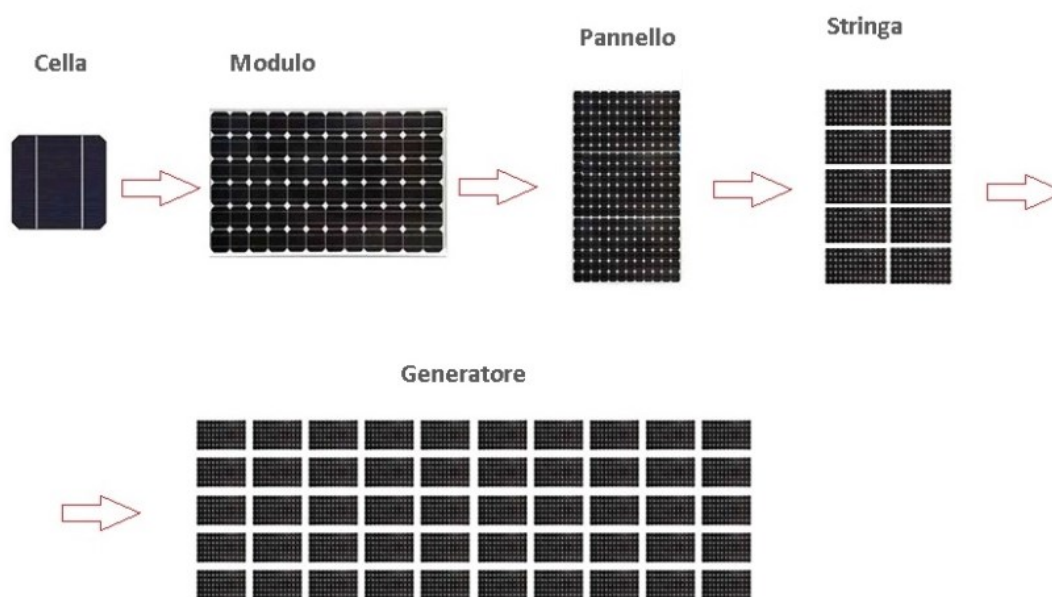 Cella
Modulo
Pannello
Stringa
Generatore